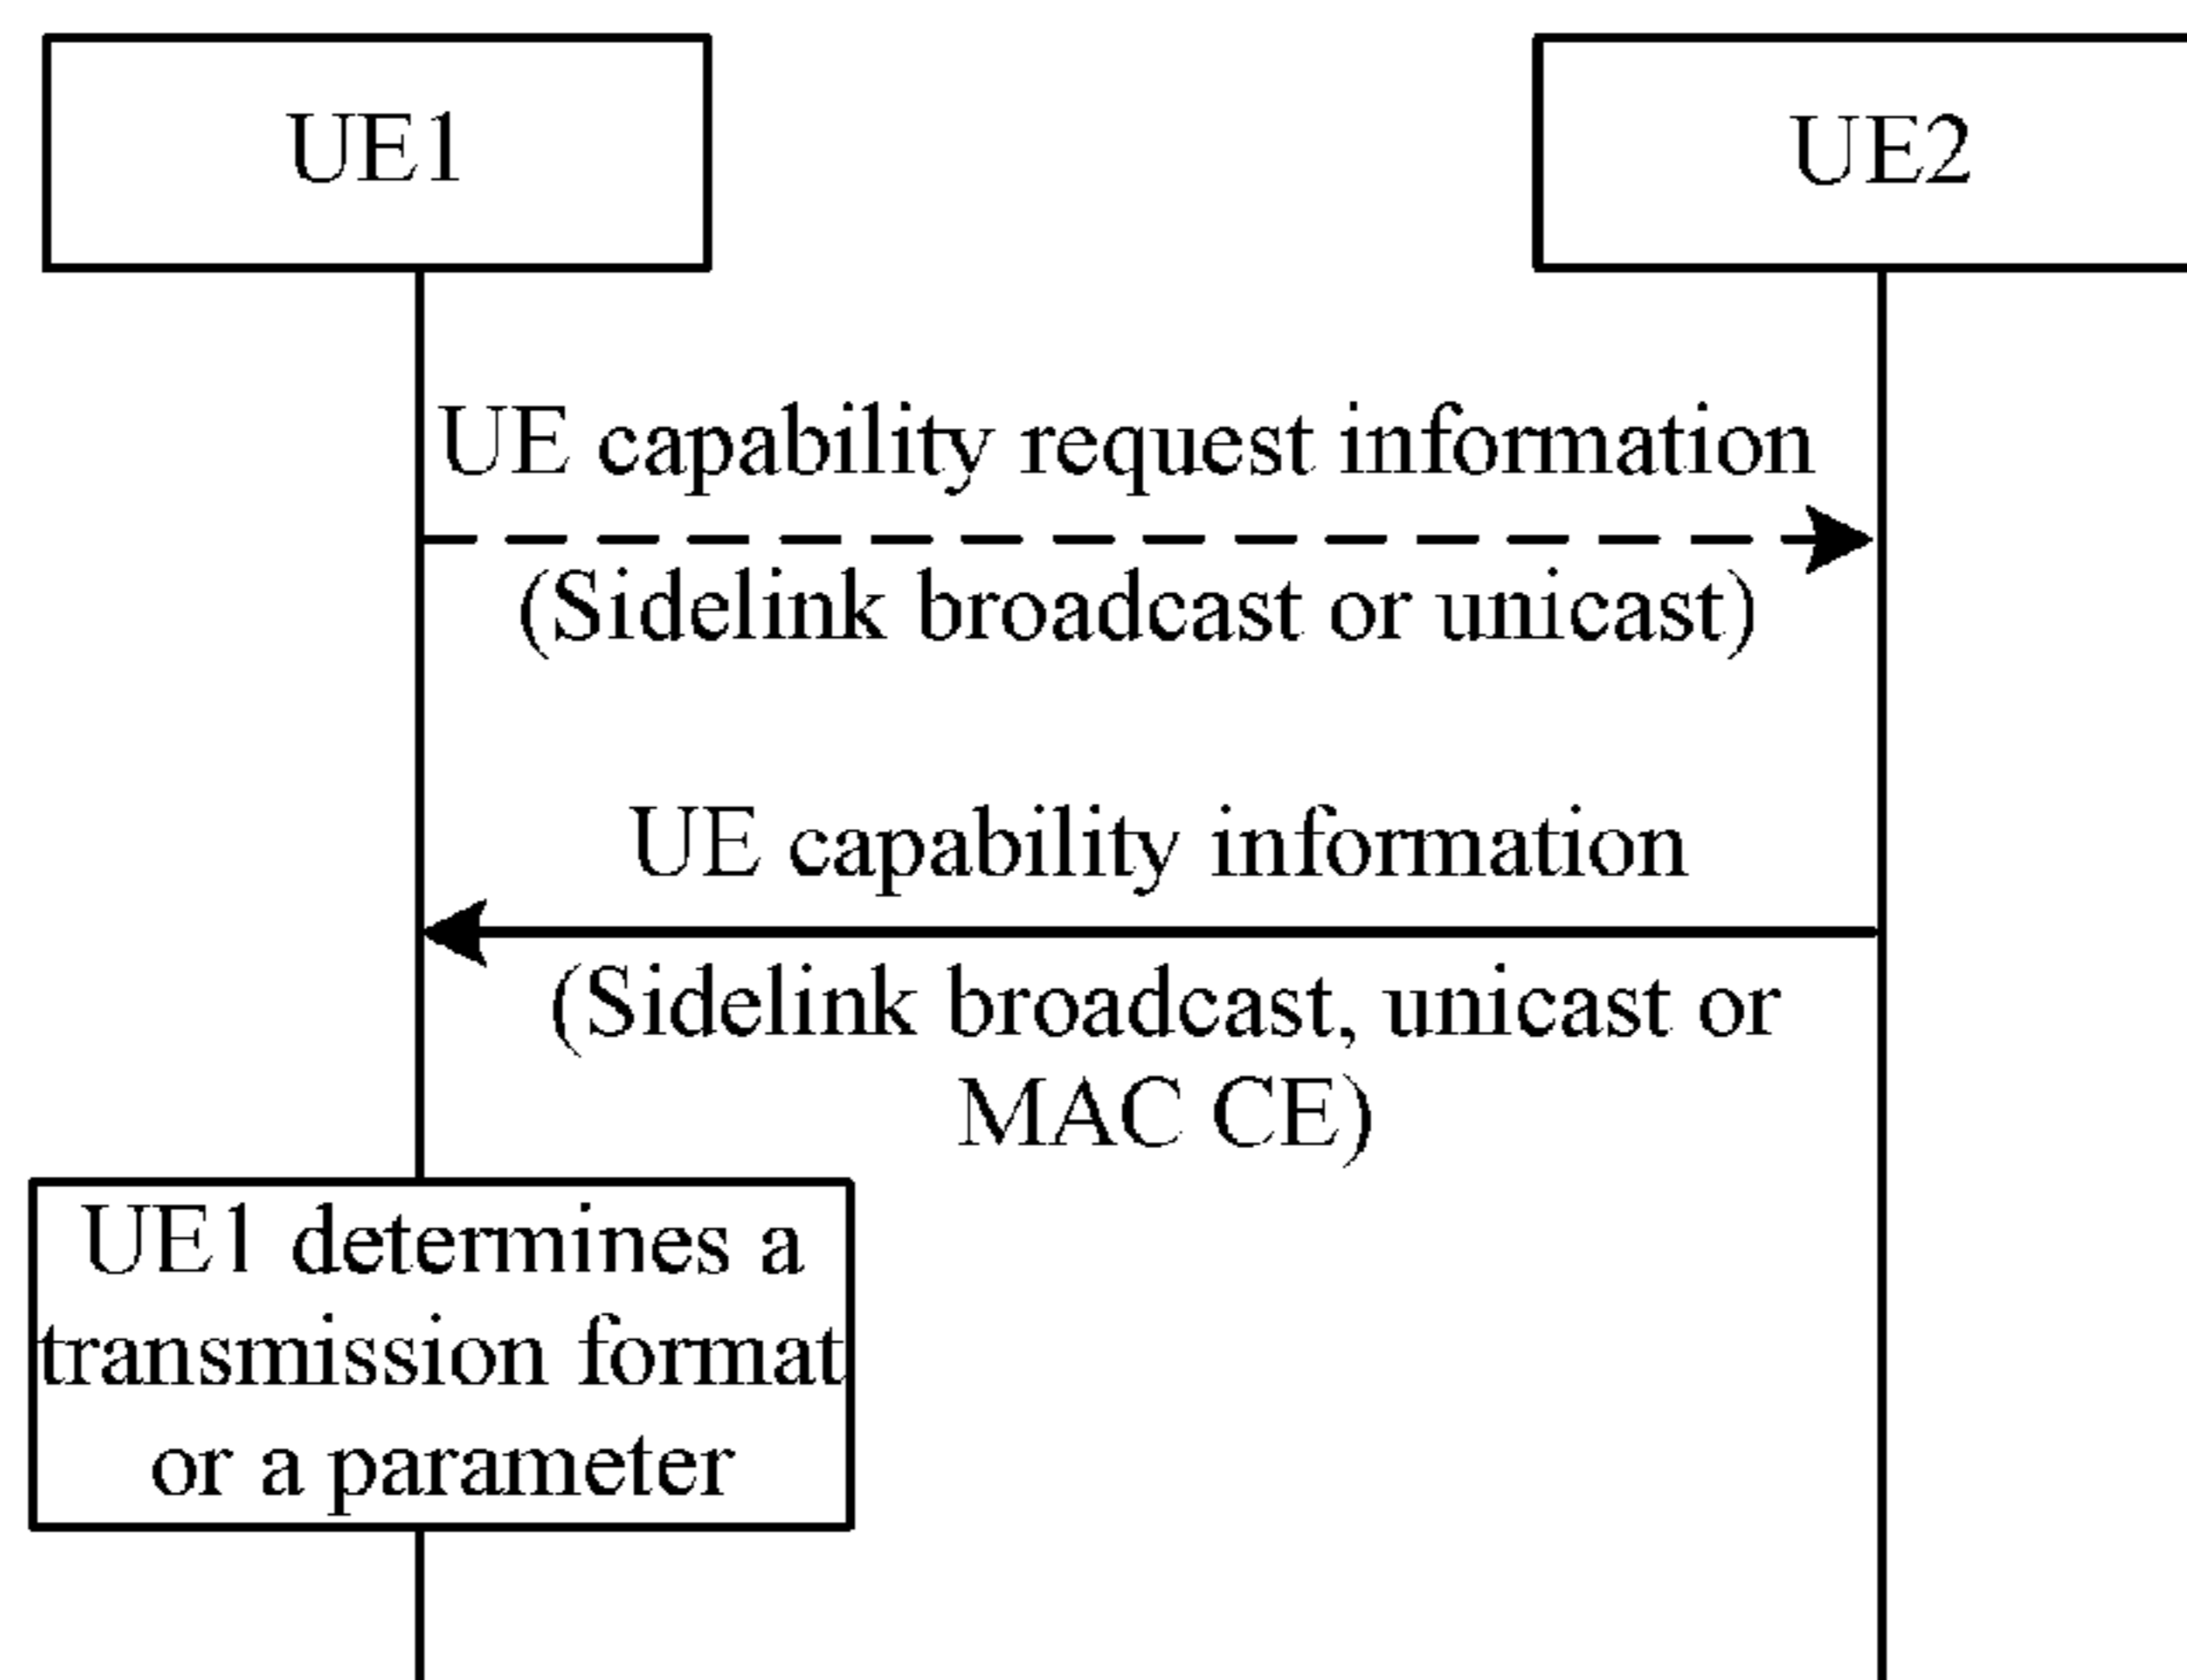 UE1
UE2
UE capability request information
(Sidelink broadcast or unicast)
UE capability information
(Sidelink broadcast, unicast or
MAC CE)
UE1 determines a
transmission format
or a parameter